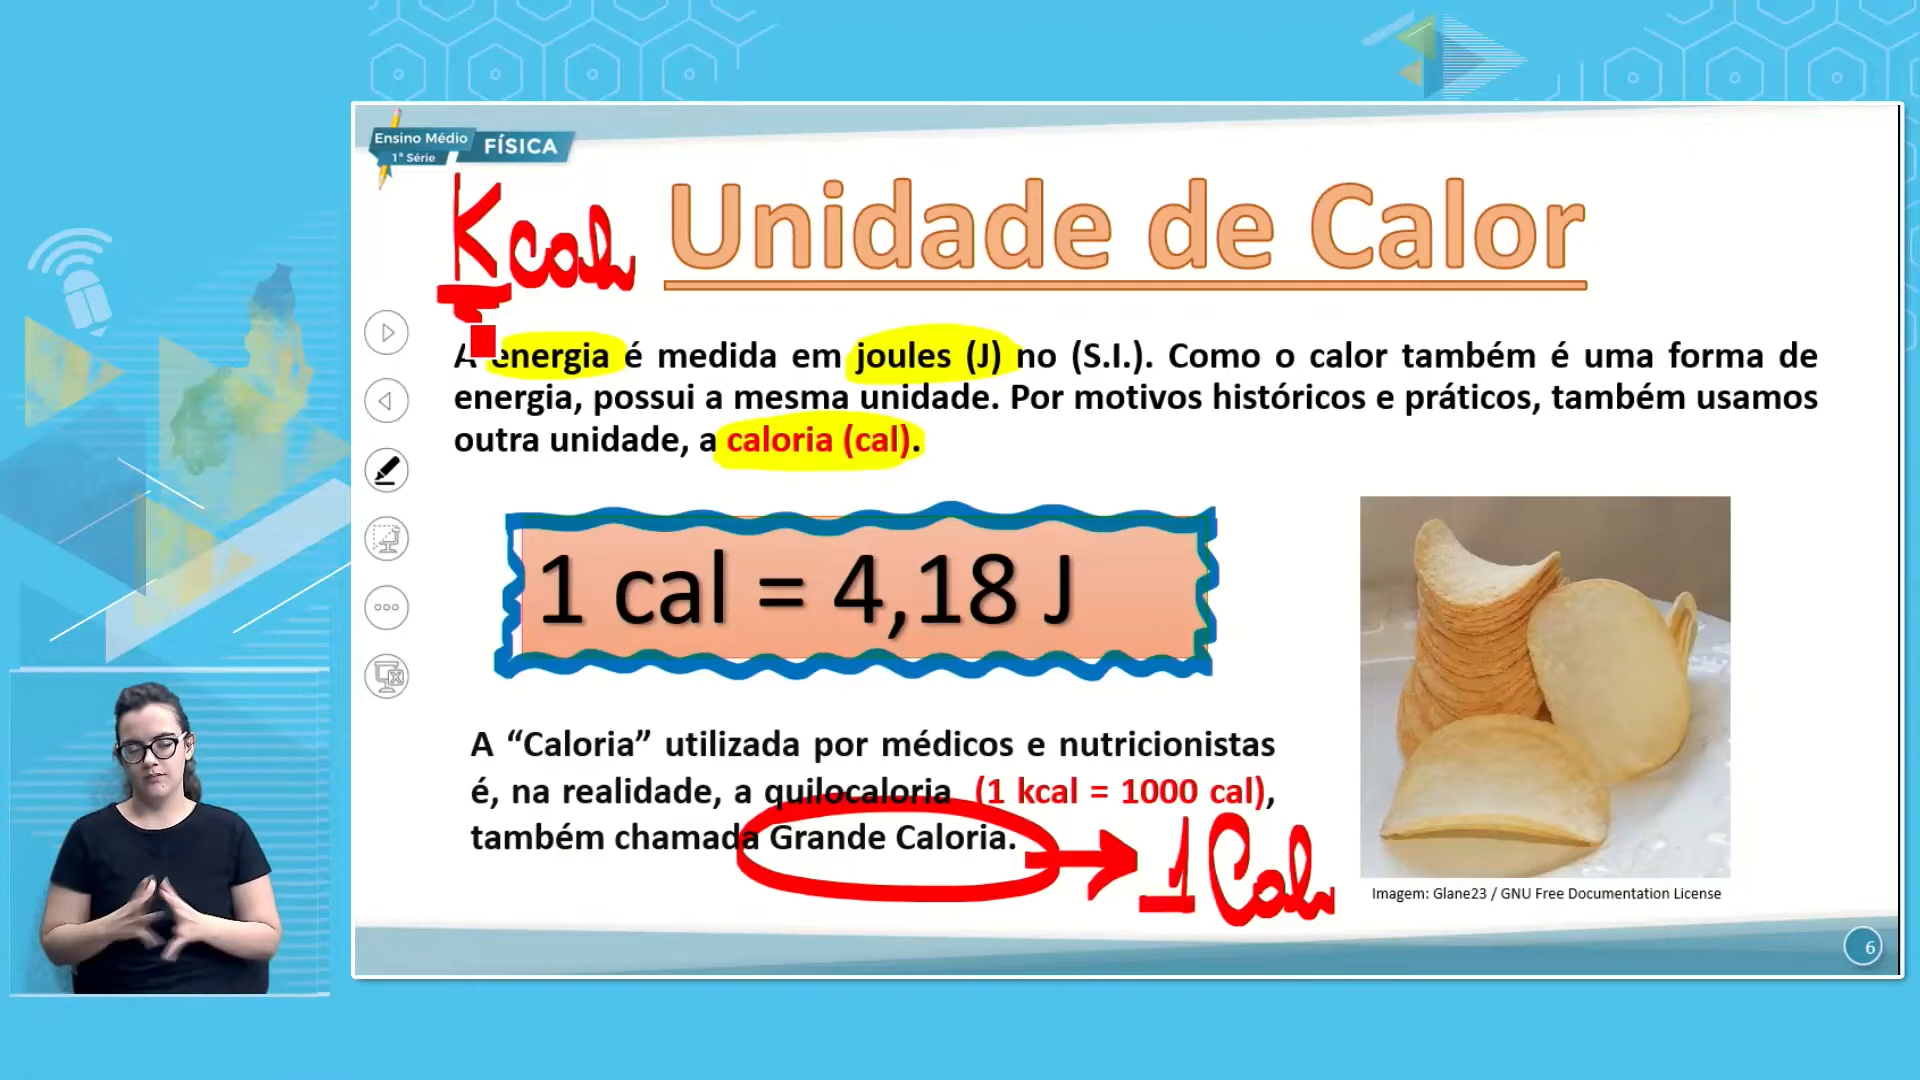 Ensino Médio
1ª Série
FÍSICA
Kcal
Unidade de Calor
A energia é medida em joules (J) no (S.I.). Como o calor também é uma forma de
energia, possui a mesma unidade. Por motivos históricos e práticos, também usamos
outra unidade, a caloria (cal).
1 cal = 4,18 J
A “Caloria” utilizada por médicos e nutricionistas
é, na realidade, a quilocaloria (1 kcal = 1000 cal),
também chamada Grande Caloria.
1 Cal
Imagem: Glane23 / GNU Free Documentation License
6